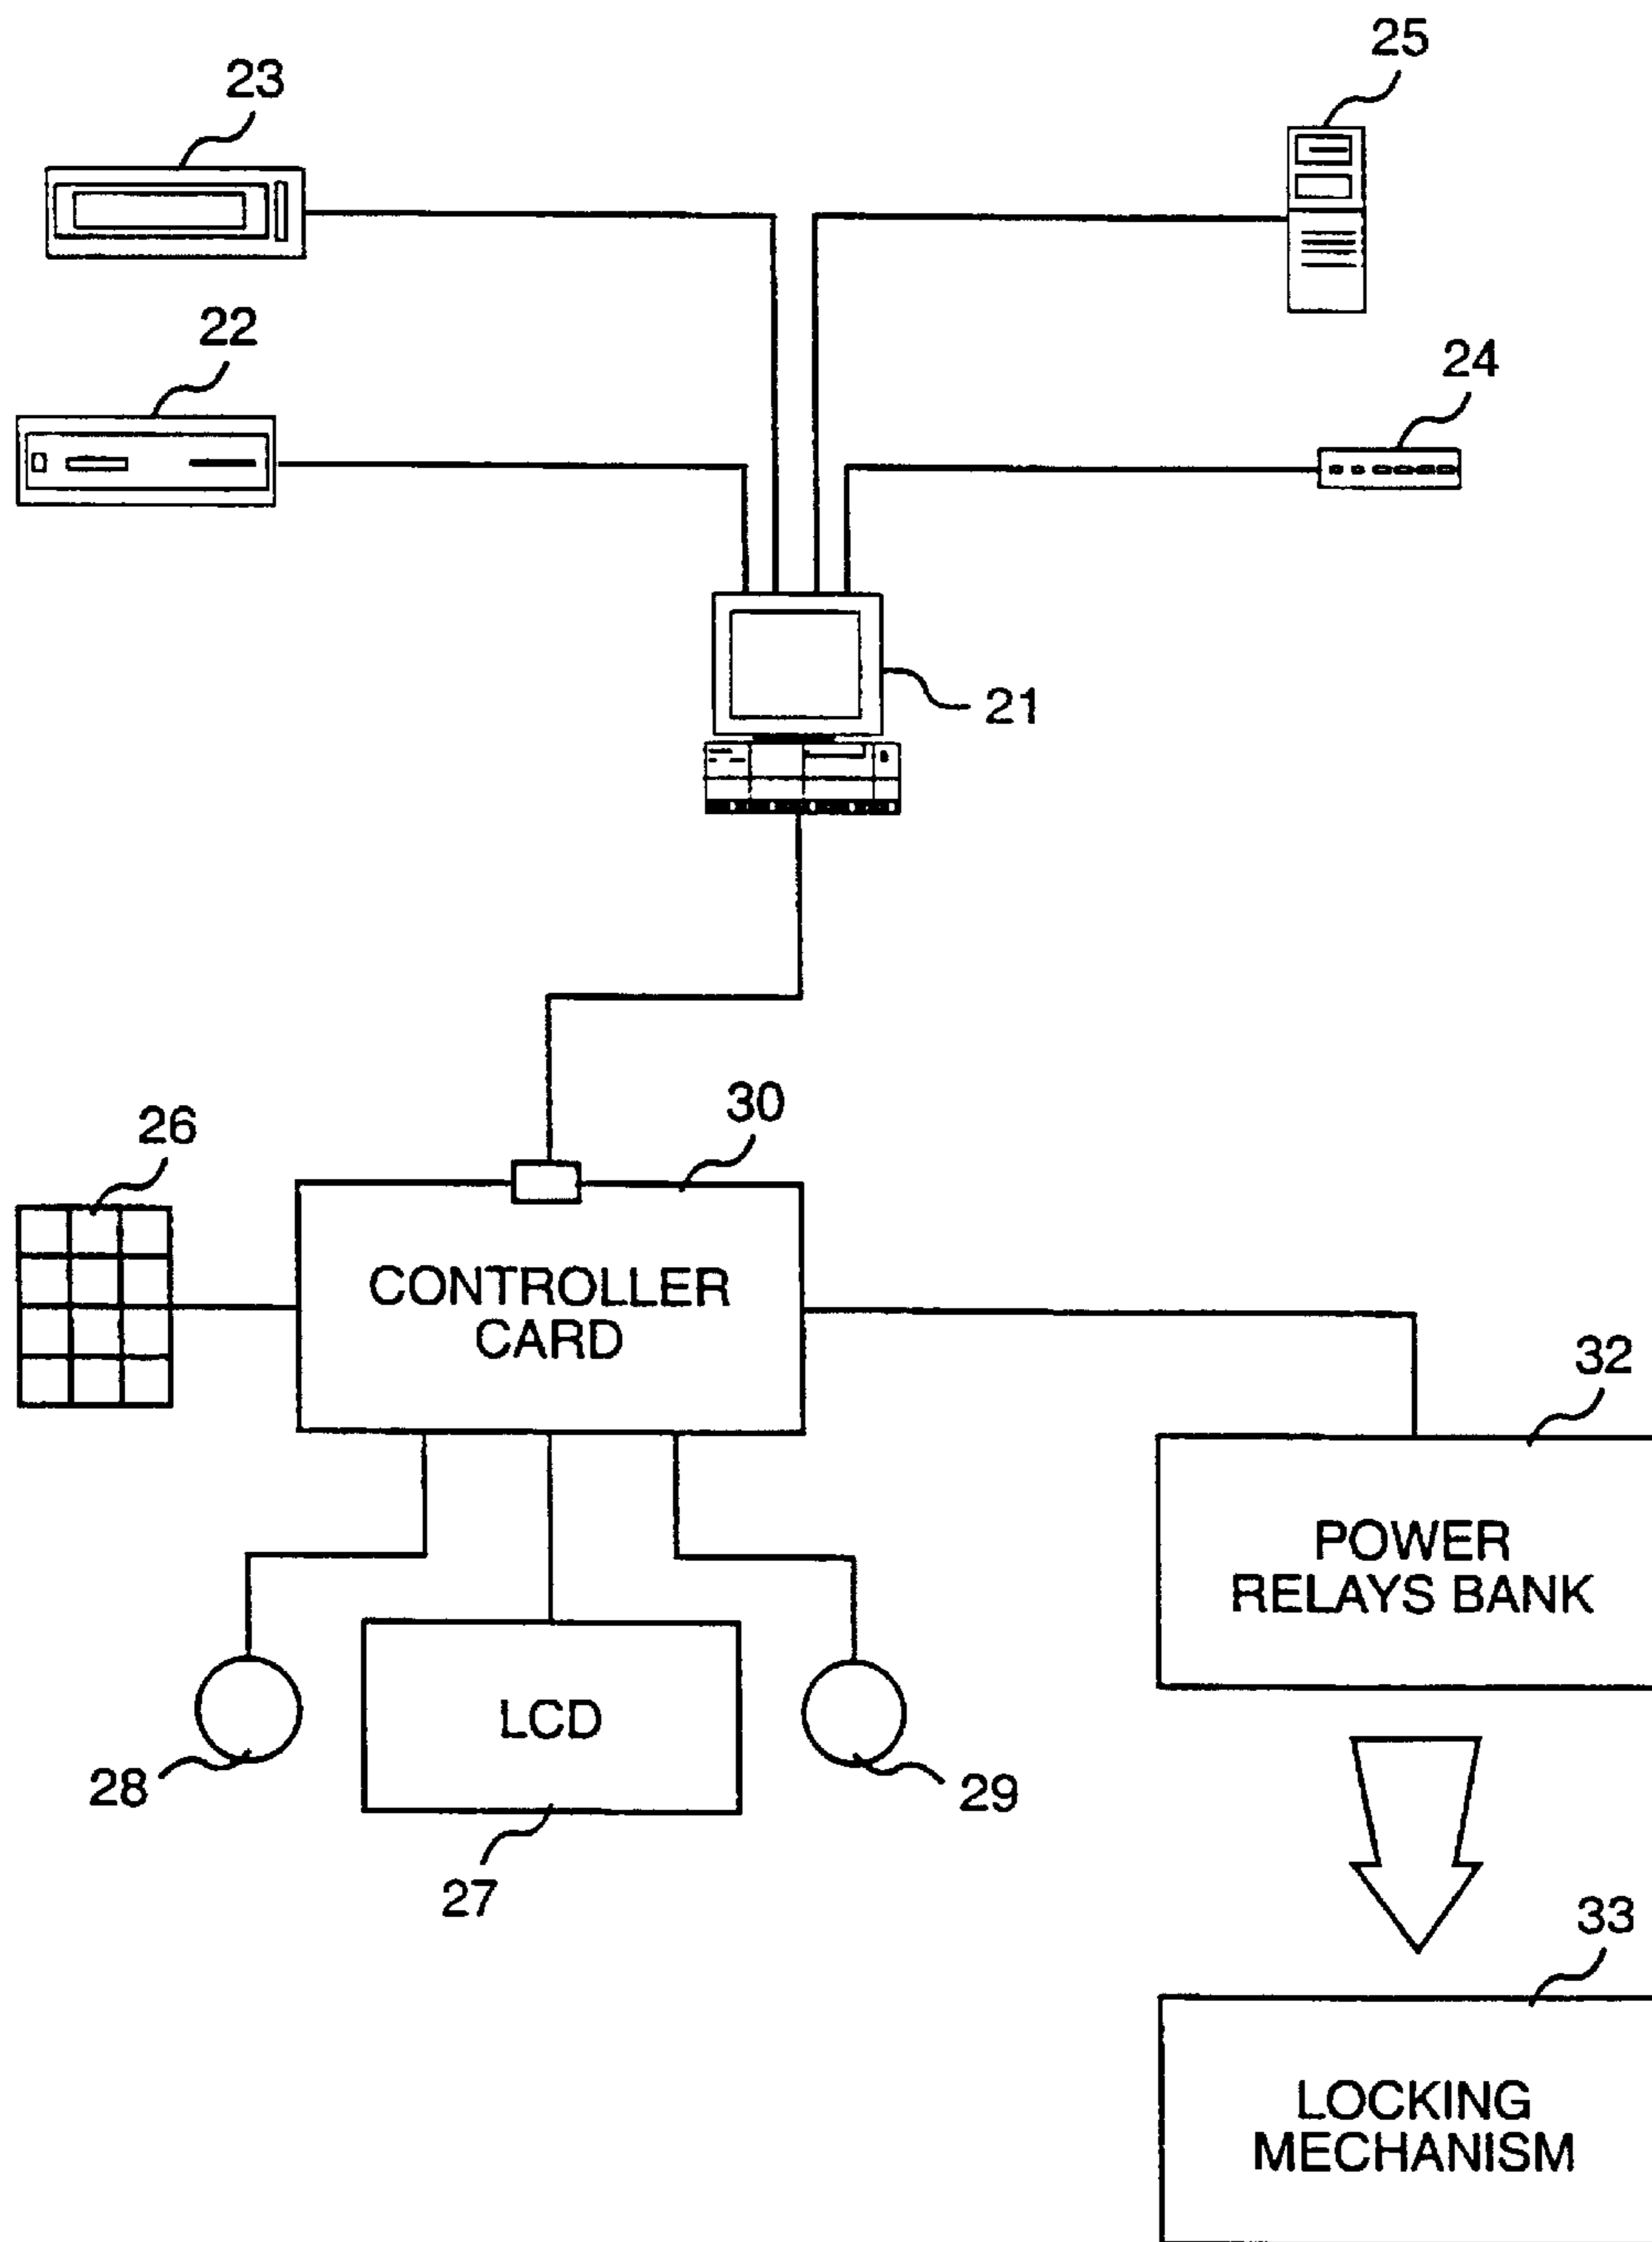 25
23
22
24
21
30
26
CONTROLLER
CARD
32
POWER
RELAYS BANK
LCD
28
29
27
33
LOCKING
MECHANISM